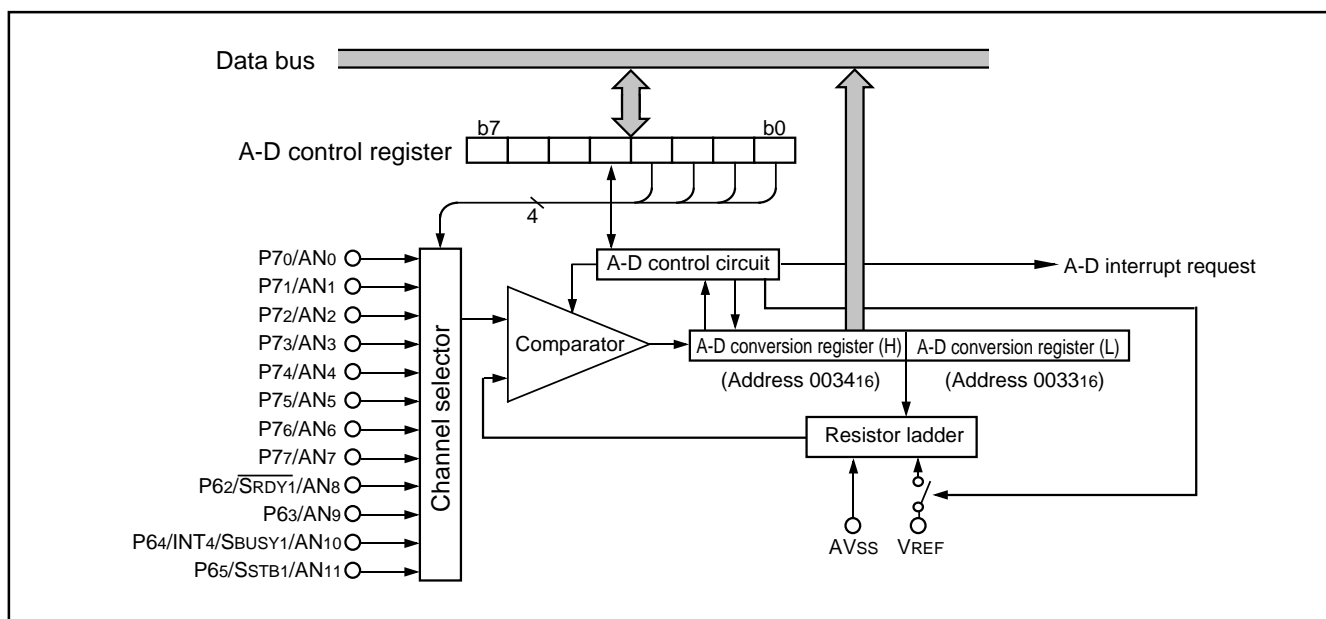 Data bus
b7 b0
A-D control register
4
P70/AN0
P71/AN1
P72/AN2
P73/AN3
P74/AN4
P75/AN5
P76/AN6
P77/AN7
P62/SRDY1/AN8
P63/AN9
P64/INT4/SBUSY1/AN10
P65/SSTB1/AN11
Channel selector
A-D control circuit
A-D interrupt request
Comparator
A-D conversion register (H) A-D conversion register (L)
(Address 003416) (Address 003316)
Resistor ladder
AVSS VREF